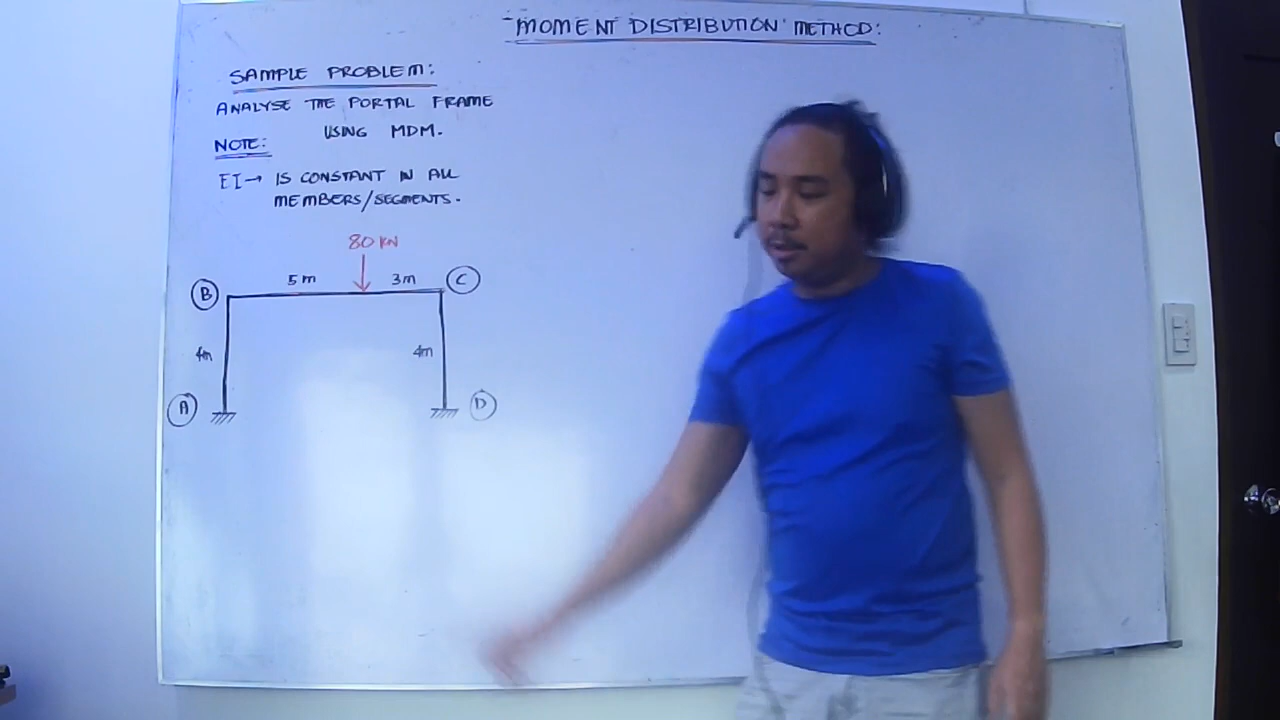 "MOMENT DISTRIBUTION" METHOD:
SAMPLE PROBLEM:
ANALYSE THE PORTAL FRAME
USING MDM.
NOTE:
EI→ IS CONSTANT IN ALL
MEMBERS/SEGMENTS.
80 KN
5m 3m
B C
4m 4m
A D